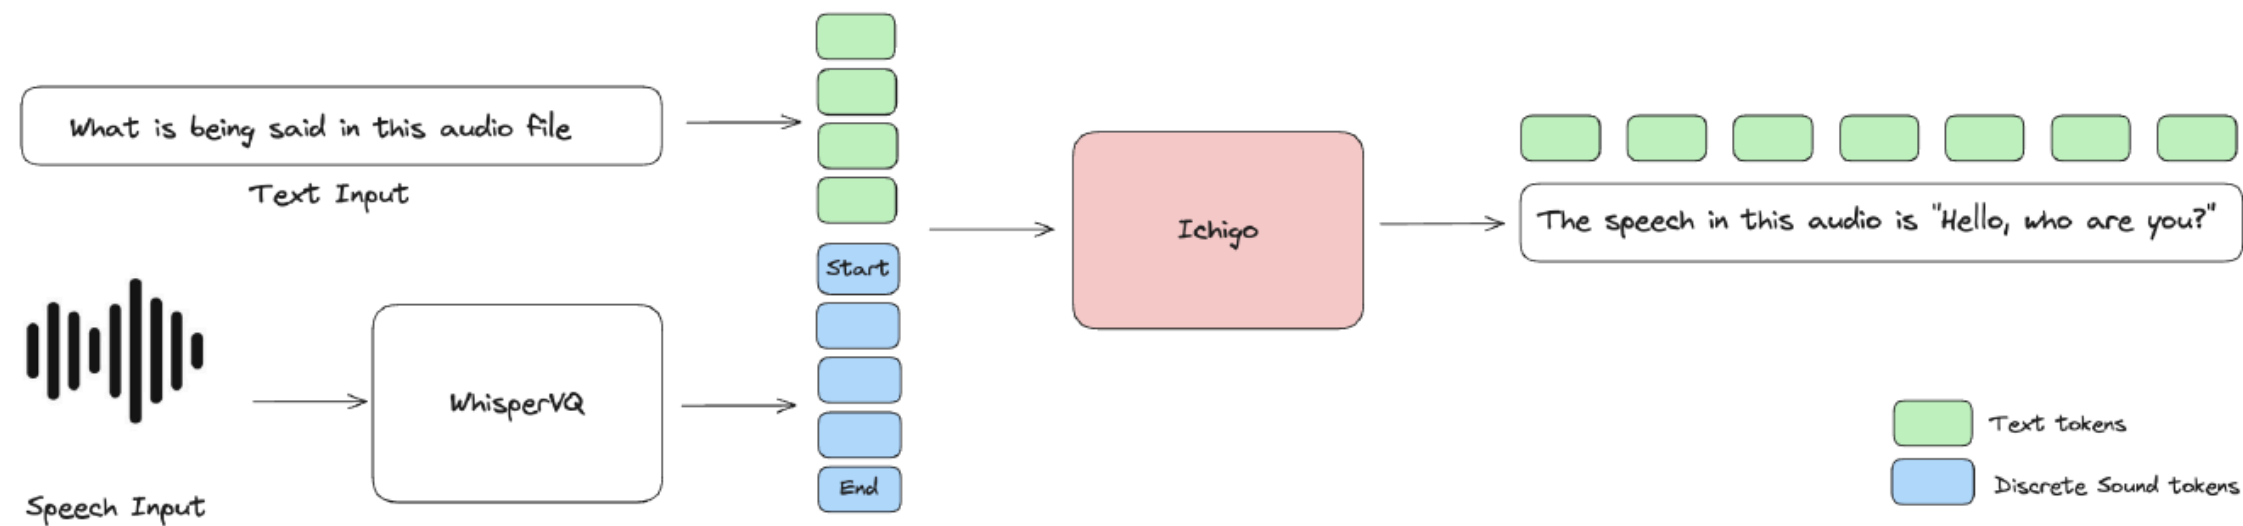 What is being said in this audio file
Text Input
Speech Input
WhisperVQ
Start
End
Ichigo
The speech in this audio is "Hello, who are you?"
Text tokens
Discrete Sound tokens